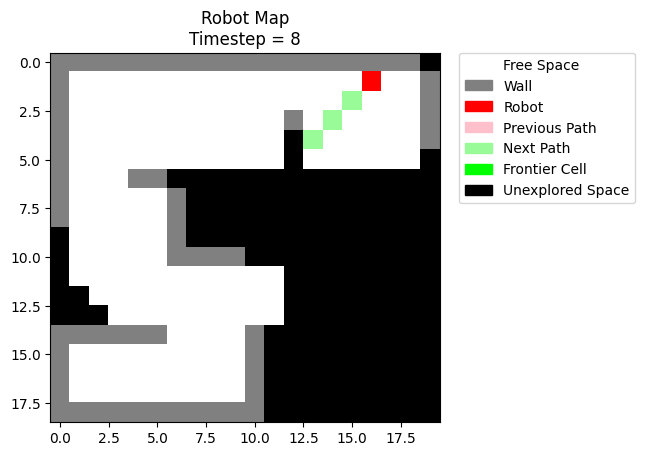 Robot Map
Timestep = 8
0.0
2.5
5.0
7.5
10.0
12.5
15.0
17.5
0.0 2.5 5.0 7.5 10.0 12.5 15.0 17.5
Free Space
Wall
Robot
Previous Path
Next Path
Frontier Cell
Unexplored Space